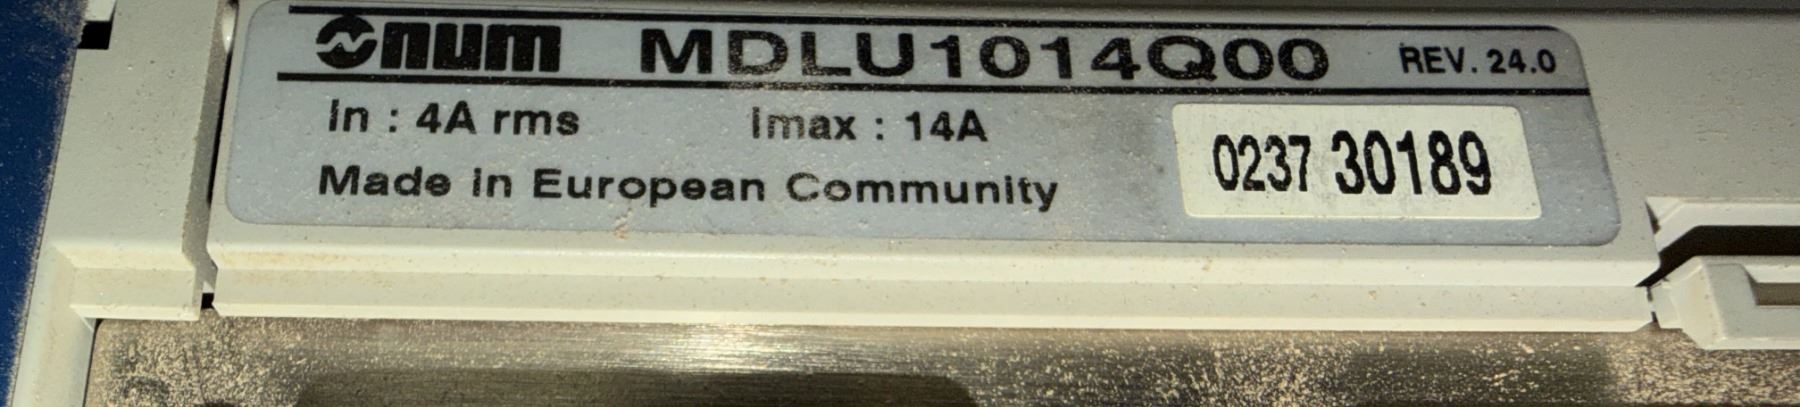 num MDLU1014Q00 REV. 24.0
In : 4A rms Imax : 14A
Made in European Community
0237 30189